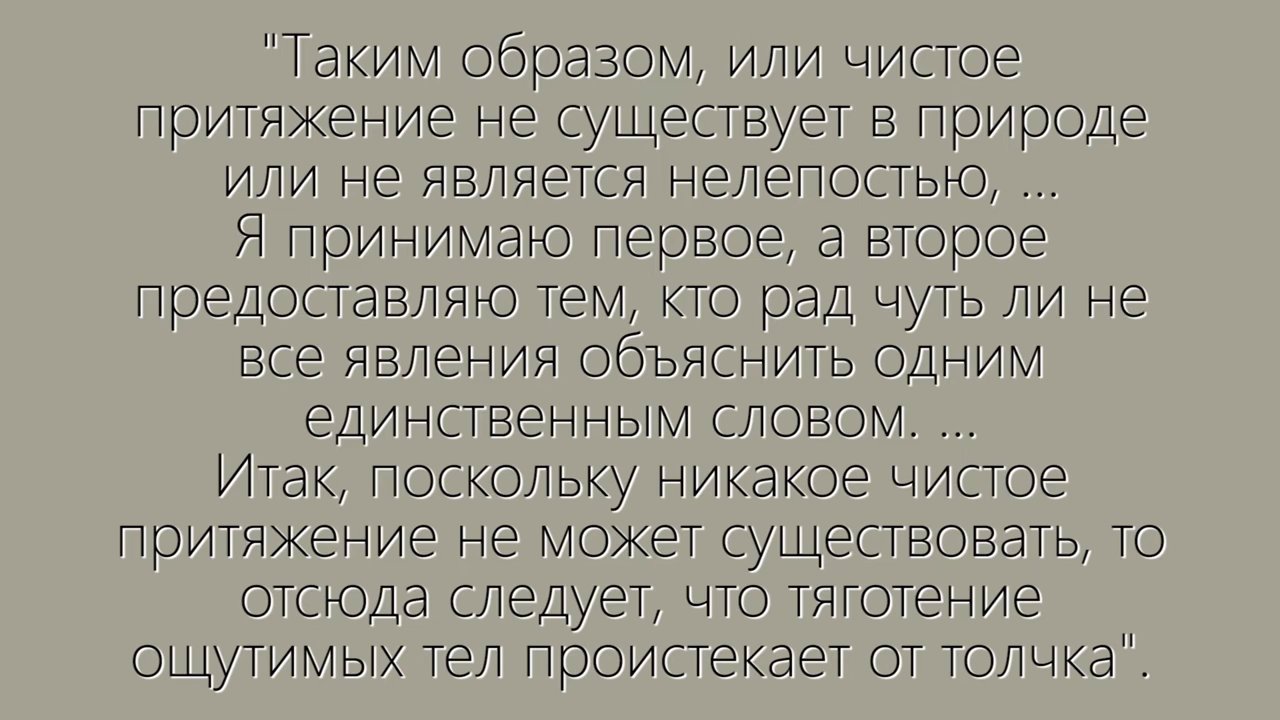 "Таким образом, или чистое
притяжение не существует в природе
или не является нелепостью, ...
Я принимаю первое, а второе
предоставляю тем, кто рад чуть ли не
все явления объяснить одним
единственным словом. ...
Итак, поскольку никакое чистое
притяжение не может существовать, то
отсюда следует, что тяготение
ощутимых тел проистекает от толчка".